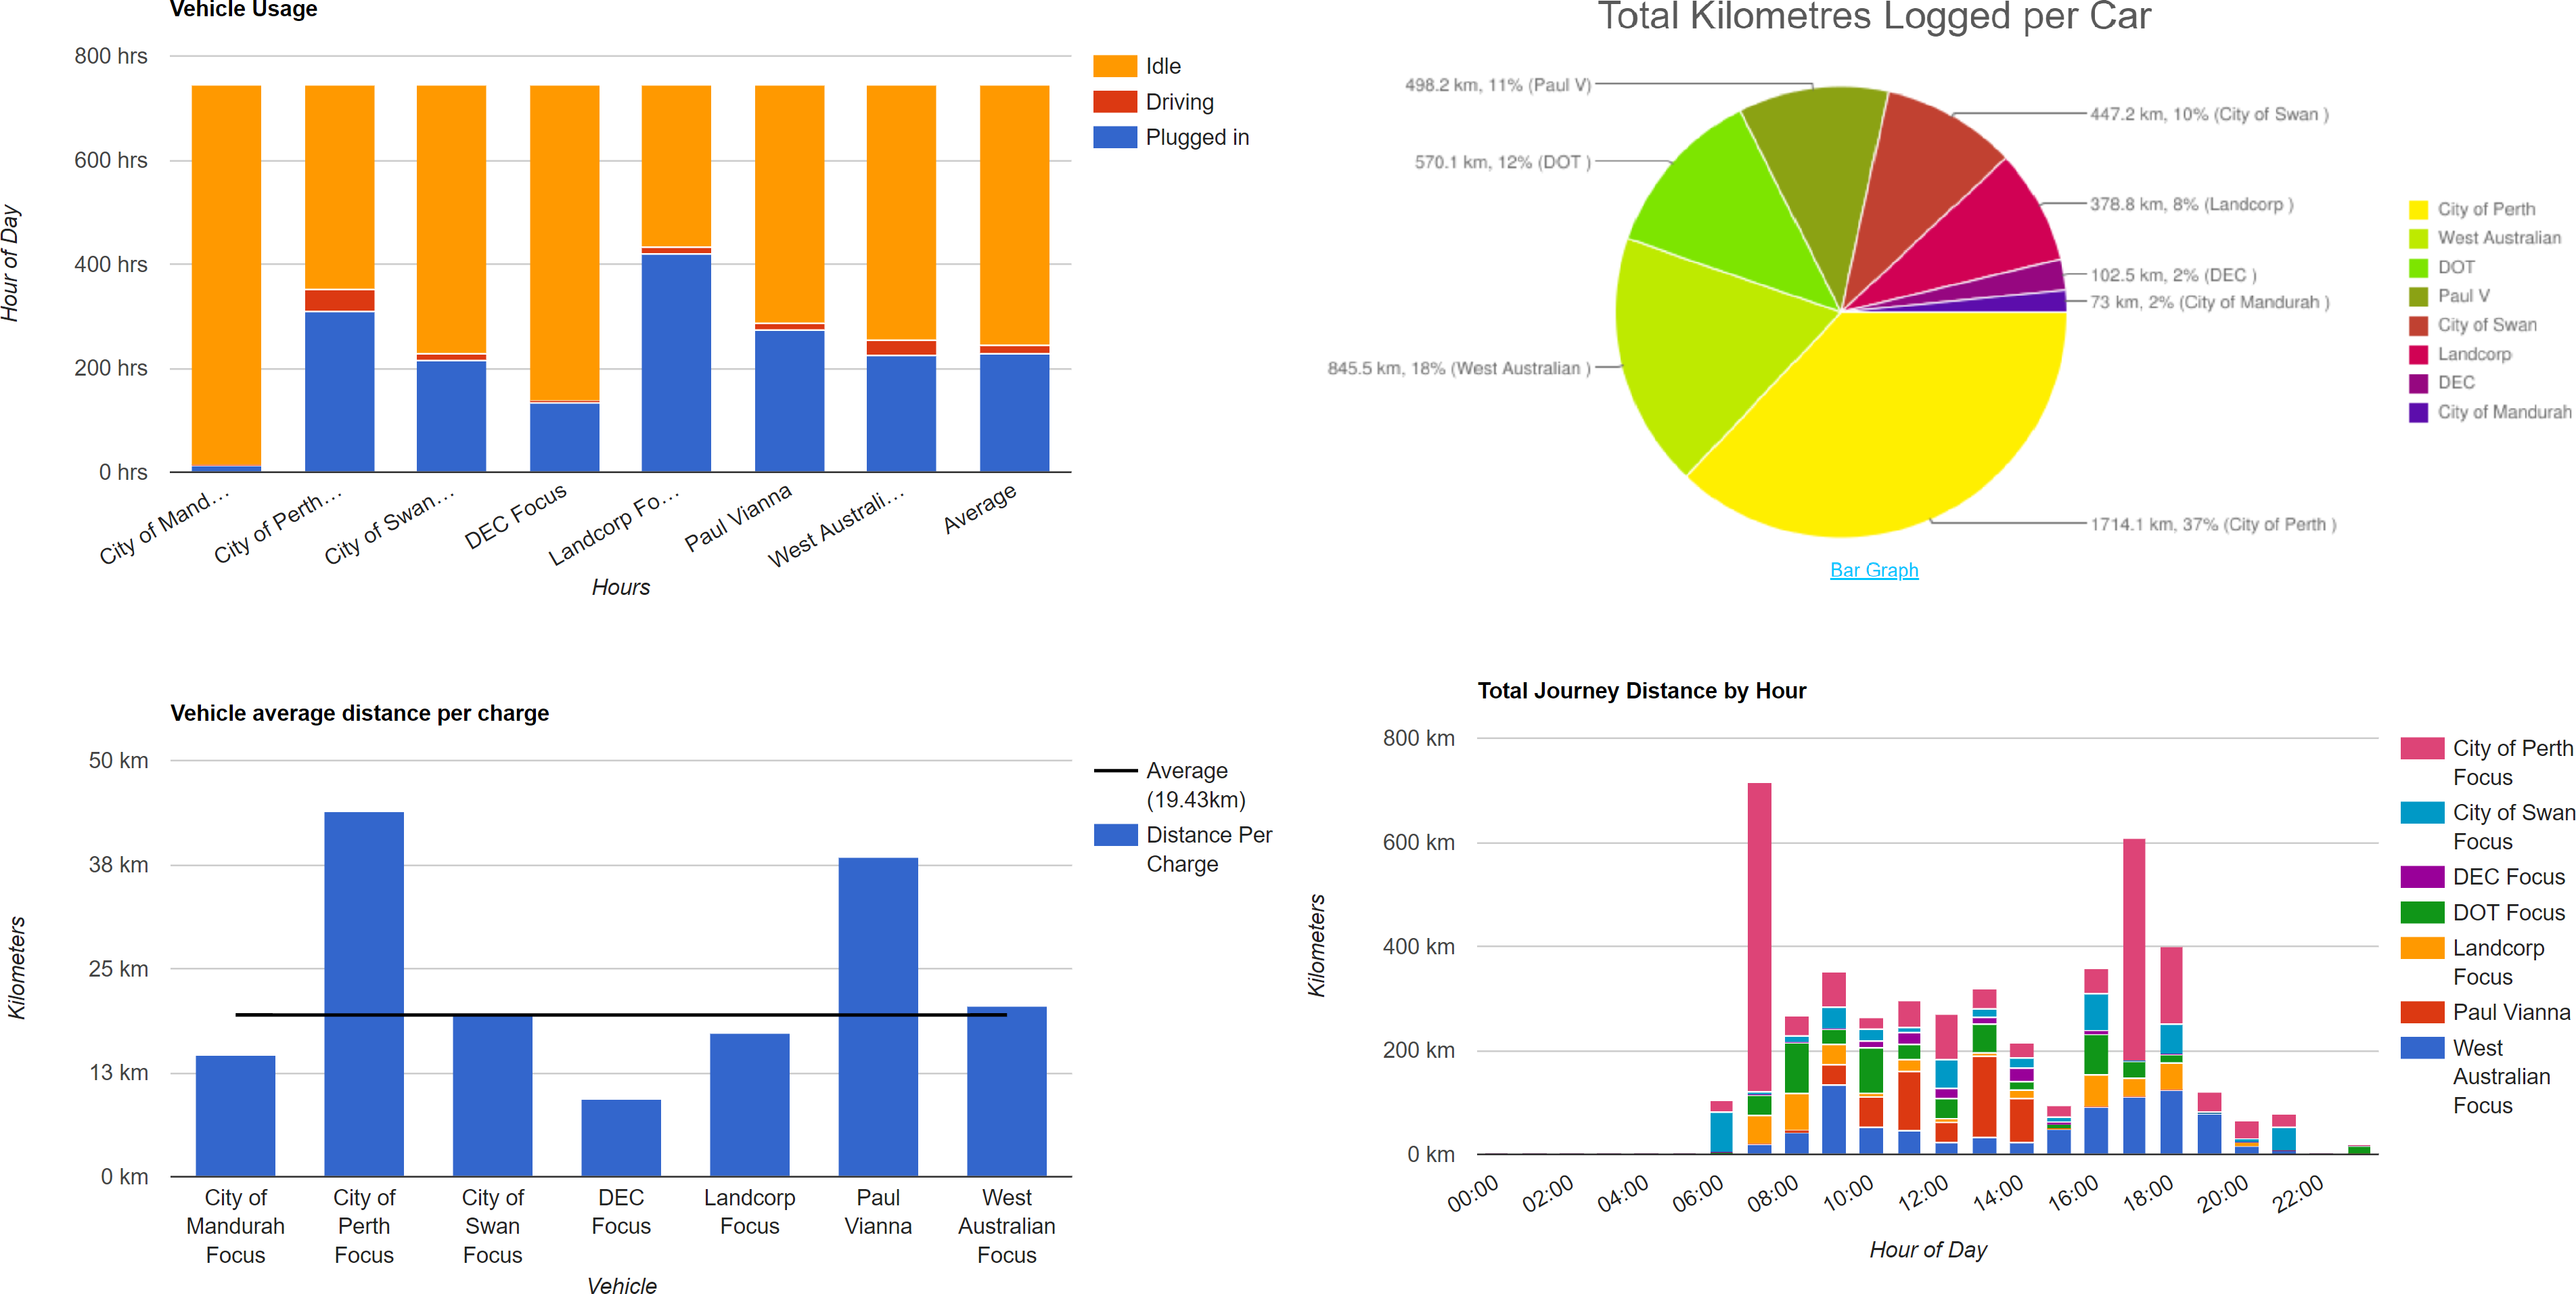 Vehicle Usage
800 hrs
600 hrs
400 hrs
200 hrs
0 hrs
Hour of Day
City of Mand...
City of Perth...
City of Swan...
DEC Focus
Landcorp Fo...
Paul Vianna
West Australi...
Average
Hours
Idle
Driving
Plugged in
Total Kilometres Logged per Car
498.2 km, 11% (Paul V)
447.2 km, 10% (City of Swan )
570.1 km, 12% (DOT )
378.8 km, 8% (Landcorp )
102.5 km, 2% (DEC )
73 km, 2% (City of Mandurah )
845.5 km, 18% (West Australian )
1714.1 km, 37% (City of Perth )
City of Perth
West Australian
DOT
Paul V
City of Swan
Landcorp
DEC
City of Mandurah
Bar Graph
Vehicle average distance per charge
50 km
38 km
25 km
13 km
0 km
Kilometers
City of
Mandurah
Focus
City of
Perth
Focus
City of
Swan
Focus
DEC
Focus
Landcorp
Focus
Paul
Vianna
West
Australian
Focus
Vehicle
Average
(19.43km)
Distance Per
Charge
Total Journey Distance by Hour
800 km
600 km
400 km
200 km
0 km
Kilometers
00:00
02:00
04:00
06:00
08:00
10:00
12:00
14:00
16:00
18:00
20:00
22:00
Hour of Day
City of Perth
Focus
City of Swan
Focus
DEC Focus
DOT Focus
Landcorp
Focus
Paul Vianna
West
Australian
Focus